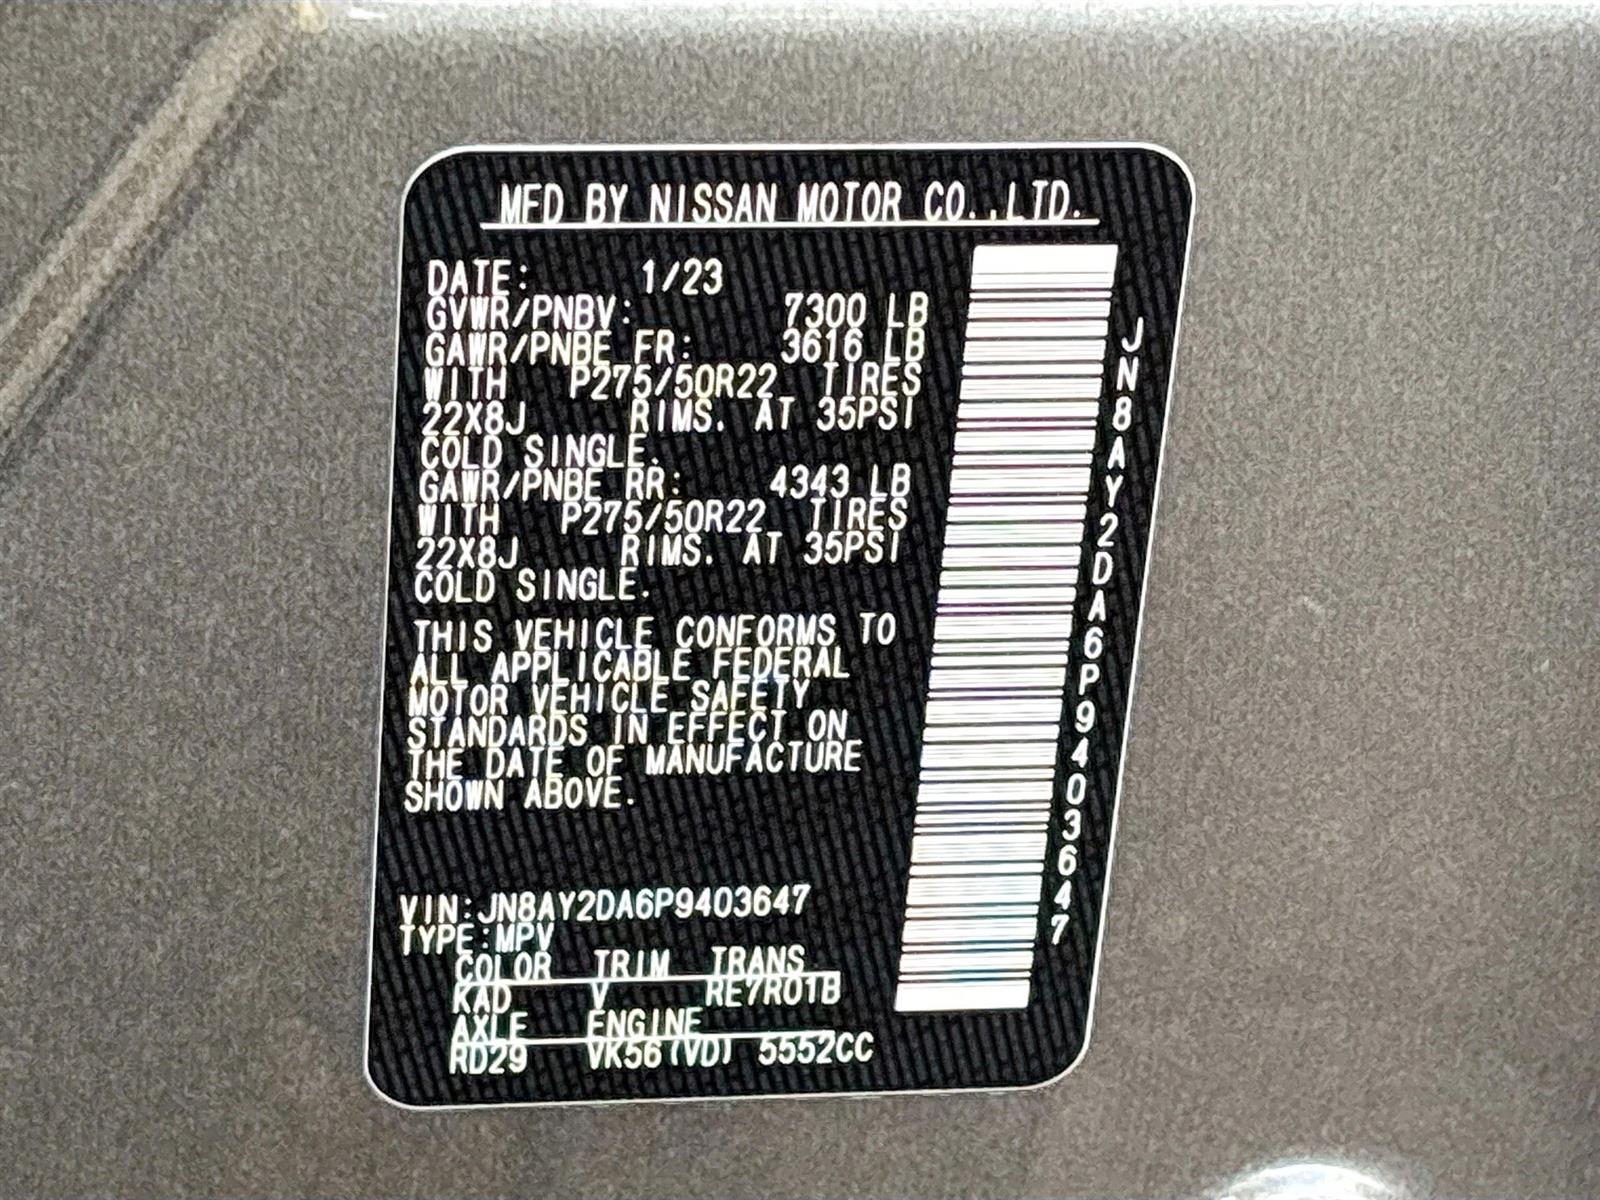 MFD BY NISSAN MOTOR CO.,LTD.
DATE: 1/23
GVWR/PNBV: 7300 LB
GAWR/PNBE FR: 3616 LB
WITH P275/50R22 TIRES
22X8J RIMS. AT 35PSI
COLD SINGLE.
GAWR/PNBE RR: 4343 LB
WITH P275/50R22 TIRES
22X8J RIMS. AT 35PSI
COLD SINGLE.
THIS VEHICLE CONFORMS TO
ALL APPLICABLE FEDERAL
MOTOR VEHICLE SAFETY
STANDARDS IN EFFECT ON
THE DATE OF MANUFACTURE
SHOWN ABOVE.
VIN:JN8AY2DA6P9403647
TYPE:MPV
COLOR TRIM TRANS
KAD V RE7R01B
AXLE ENGINE
RD29 VK56(VD) 5552CC
JN8AY2DA6P9403647